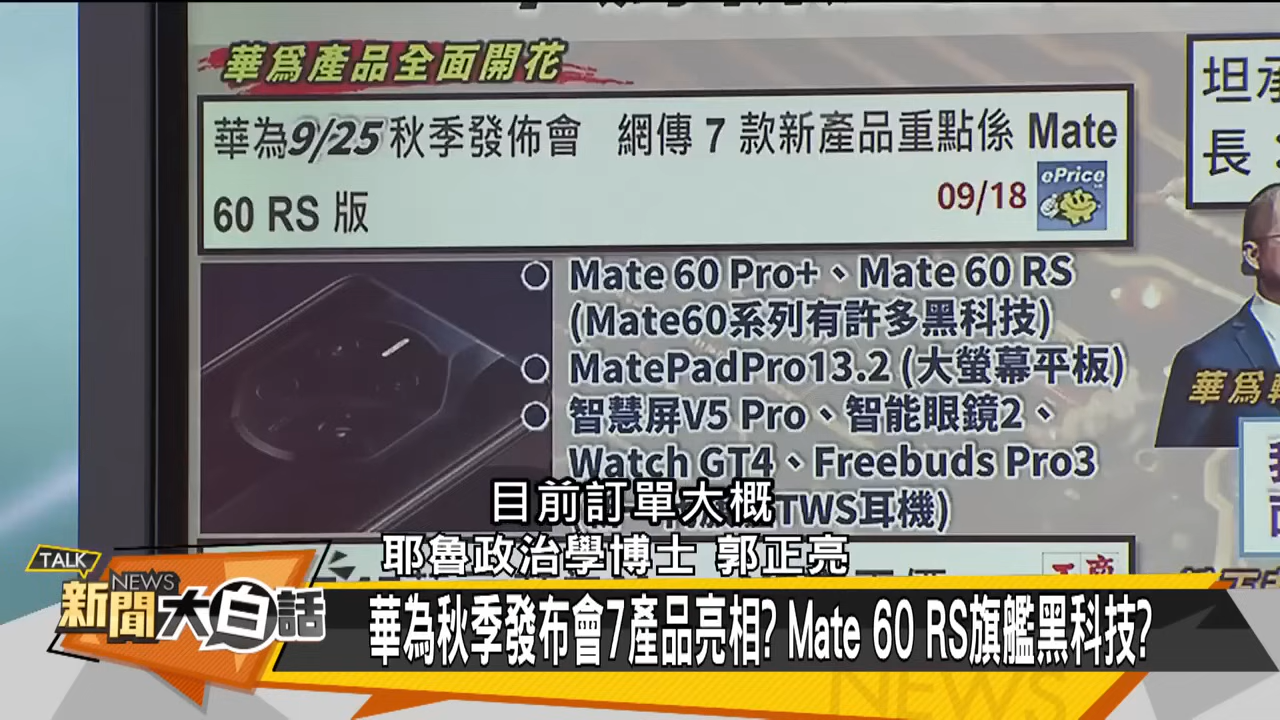 華爲產品全面開花
華為9/25秋季發佈會 網傳 7 款新產品重點係 Mate
60 RS 版
09/18
ePrice
坦承
長：
Mate 60 Pro+、Mate 60 RS
(Mate60系列有許多黑科技)
MatePadPro13.2 (大螢幕平板)
智慧屏V5 Pro、智能眼鏡2、
Watch GT4、Freebuds Pro3
TWS耳機)
華爲
目前訂單大概
耶魯政治學博士 郭正亮
TALK
NEWS
新聞大白話
華為秋季發布會7產品亮相? Mate 60 RS旗艦黑科技?
NEWS